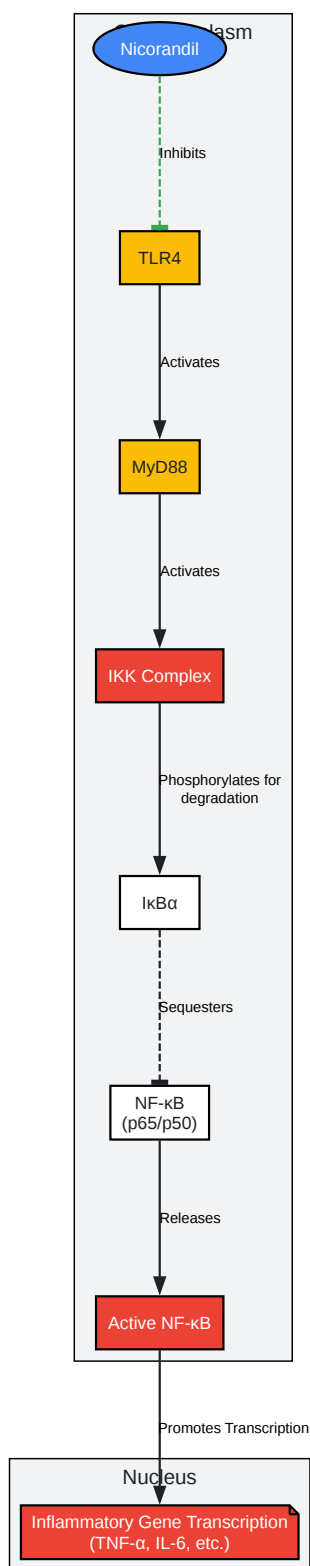 Nicorandil
Inhibits
TLR4
Activates
MyD88
Activates
IKK Complex
Phosphorylates for
degradation
IκBα
Sequesters
NF-κB
(p65/p50)
Releases
Active NF-κB
Promotes Transcription
Nucleus
Inflammatory Gene Transcription
(TNF-α, IL-6, etc.)